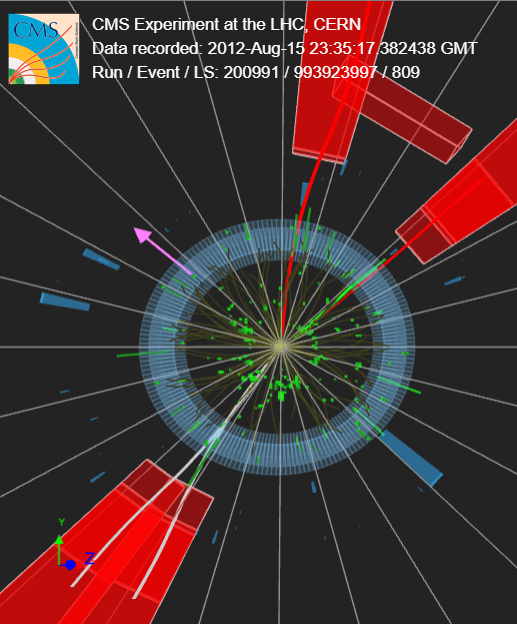 CMS
CMS Experiment at the LHC, CERN
Data recorded: 2012-Aug-15 23:35:17.382438 GMT
Run / Event / LS: 200991 / 993923997 / 809
Y
Z